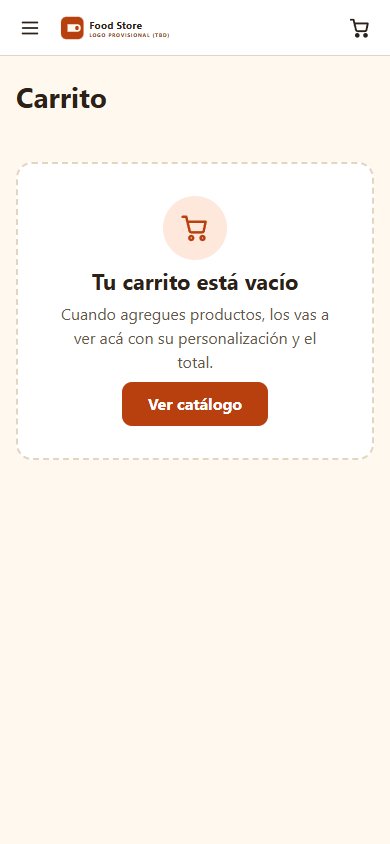 Food Store
LOGO PROVISIONAL (TBD)
Carrito
Tu carrito está vacío
Cuando agregues productos, los vas a
ver acá con su personalización y el
total.
Ver catálogo